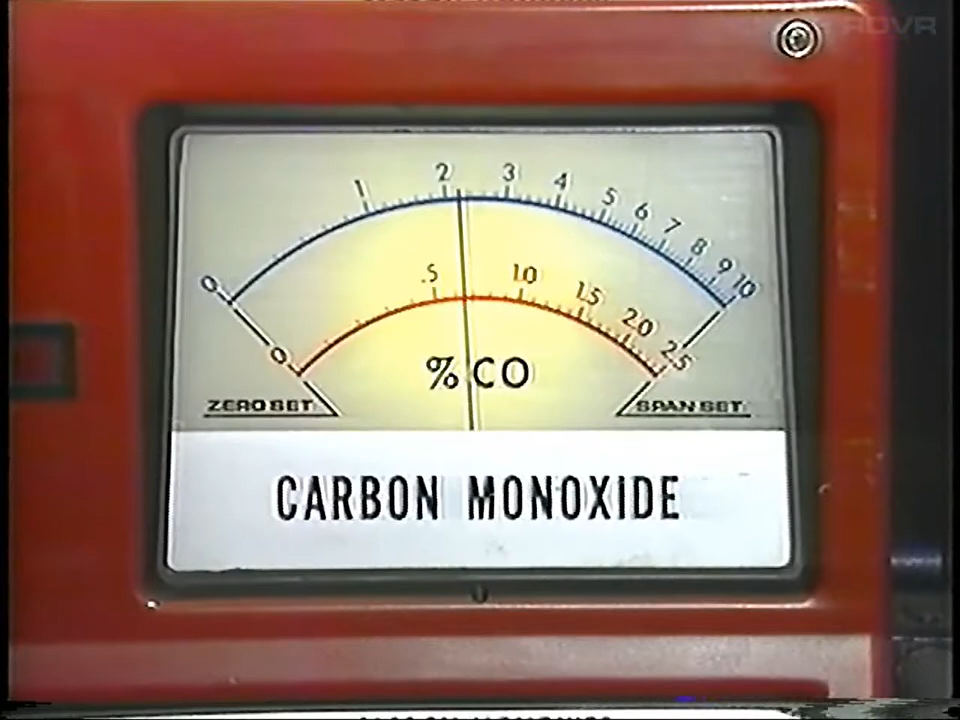 RDVR
0 1 2 3 4 5 6 7 8 9 10
0 .5 1.0 1.5 2.0 2.5
% CO
ZERO SET
SPAN SET
CARBON MONOXIDE